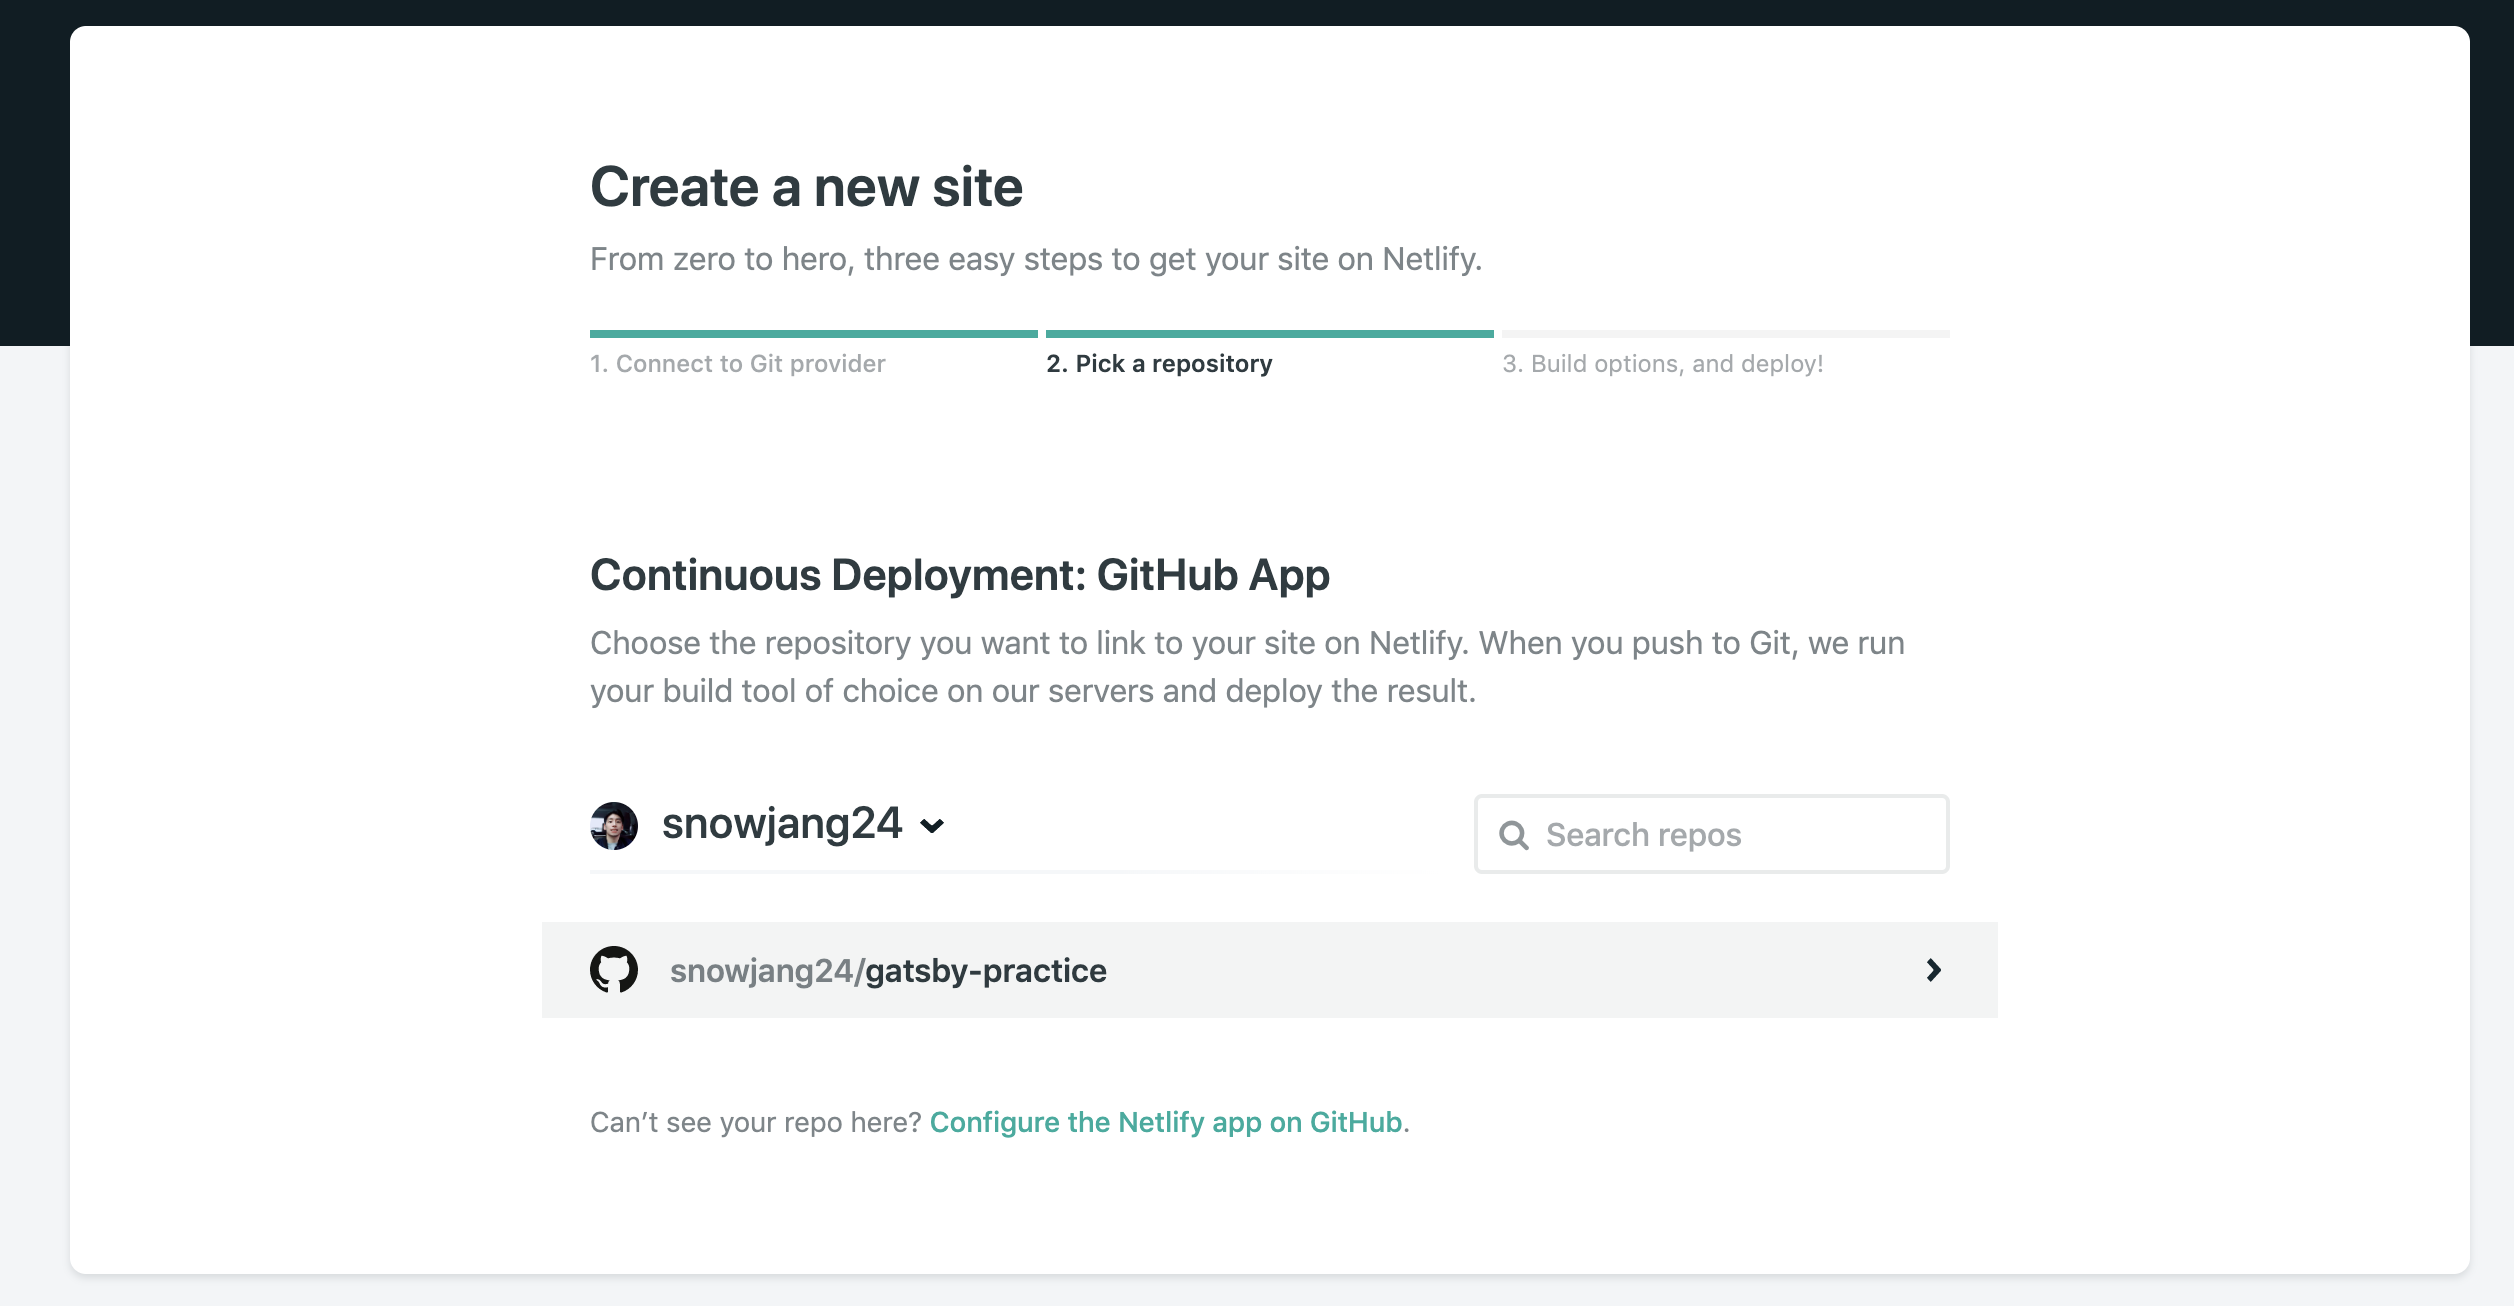 Create a new site
From zero to hero, three easy steps to get your site on Netlify.
1. Connect to Git provider
2. Pick a repository
3. Build options, and deploy!
Continuous Deployment: GitHub App
Choose the repository you want to link to your site on Netlify. When you push to Git, we run
your build tool of choice on our servers and deploy the result.
snowjang24
Search repos
snowjang24/gatsby-practice
Can’t see your repo here? Configure the Netlify app on GitHub.